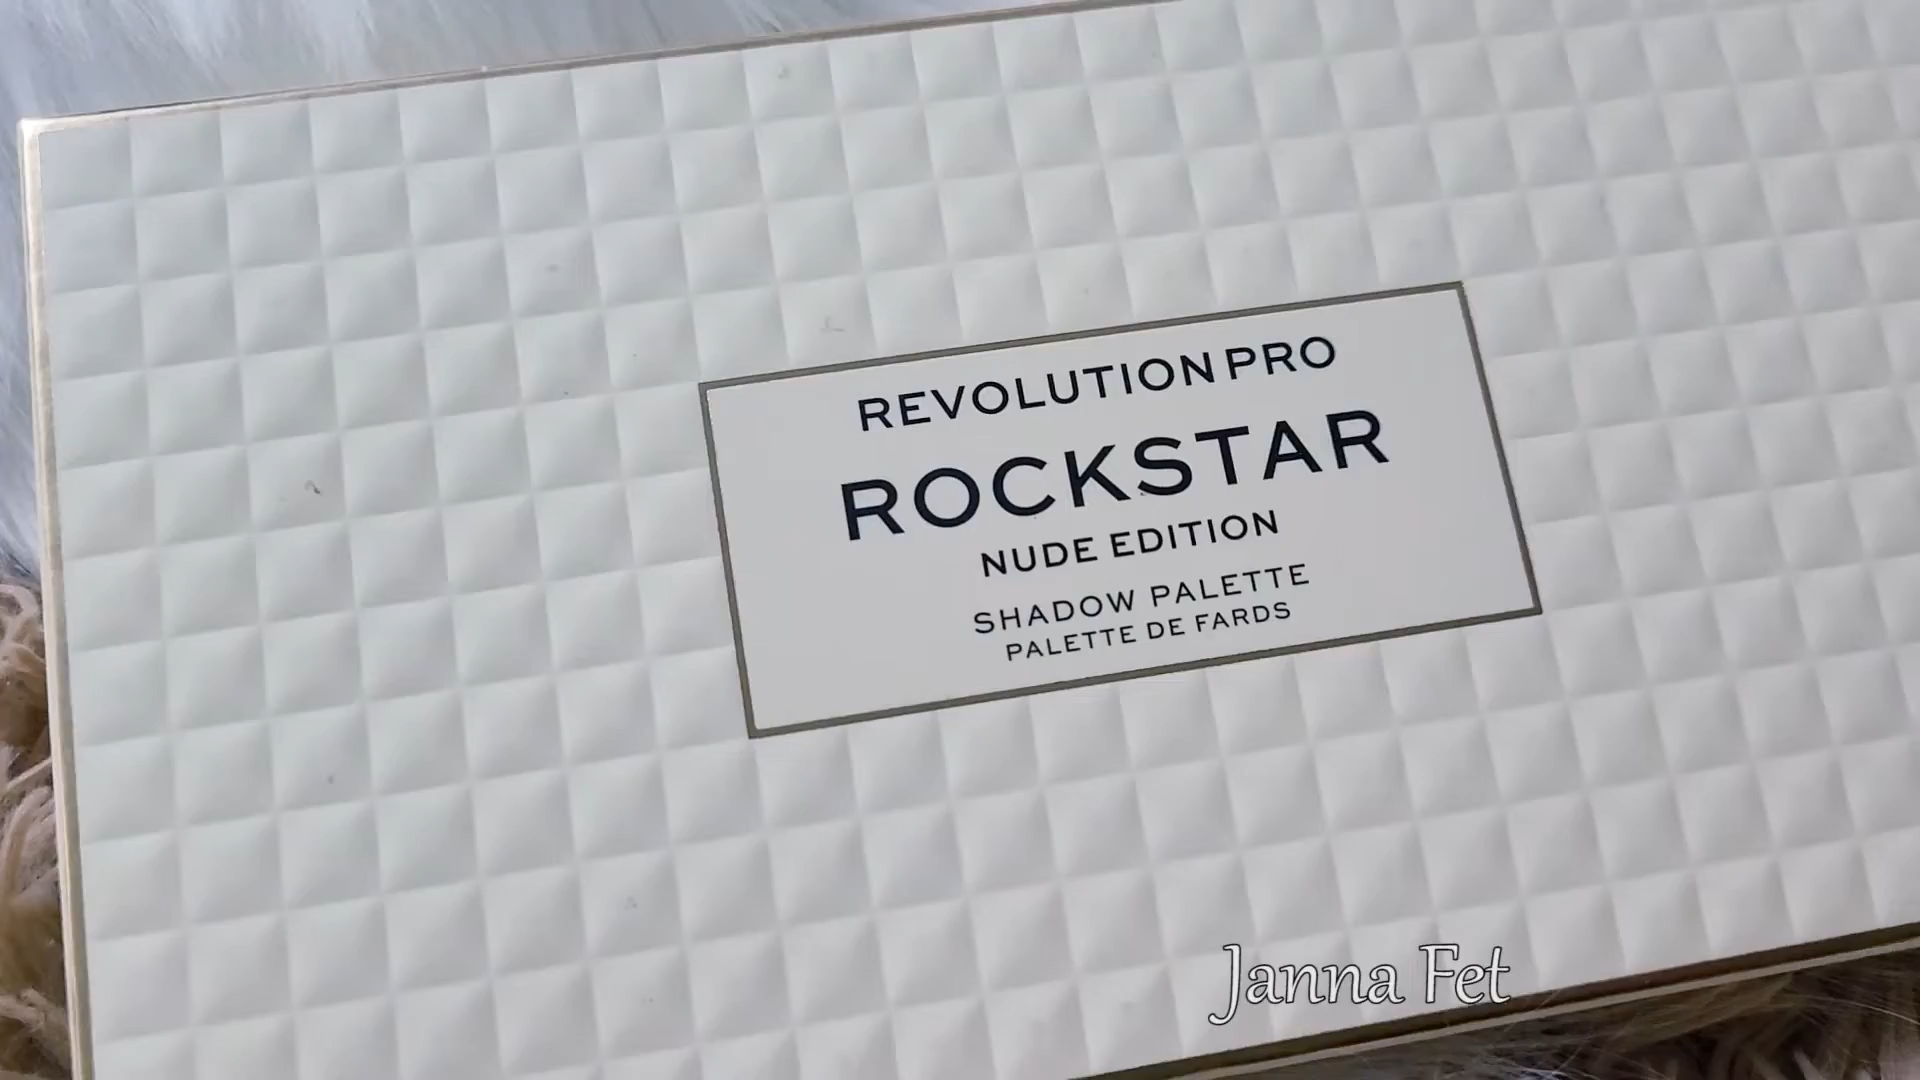 REVOLUTION PRO
ROCKSTAR
NUDE EDITION
SHADOW PALETTE
PALETTE DE FARDS
Janna Fet